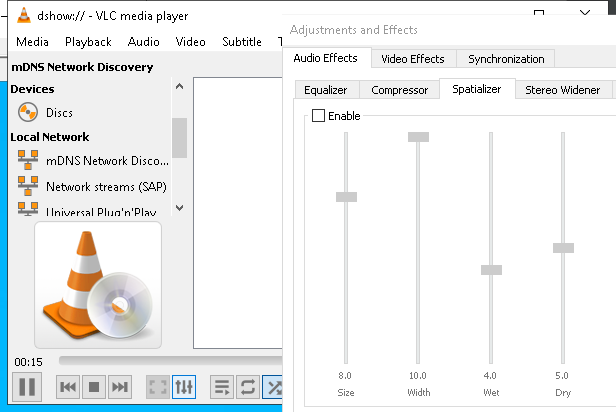 dshow:// - VLC media player
Media Playback Audio Video Subtitle T
mDNS Network Discovery
Devices
Discs
Local Network
mDNS Network Disco...
Network streams (SAP)
Universal Plug'n'Play
00:15
Adjustments and Effects
Audio Effects Video Effects Synchronization
Equalizer Compressor Spatializer Stereo Widener
Enable
8.0 10.0 4.0 5.0
Size Width Wet Dry